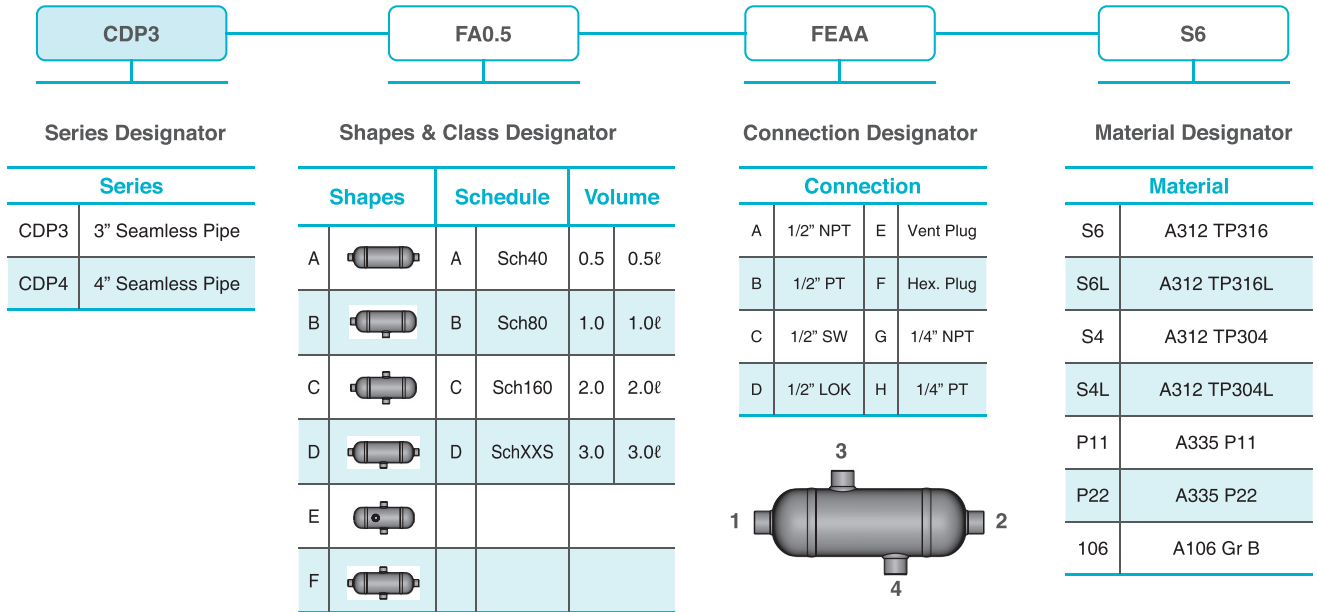 CDP3 FA0.5 FEAA S6
Series Designator
Series
CDP3 3” Seamless Pipe
CDP4 4” Seamless Pipe
Shapes & Class Designator
Shapes Schedule Volume
A A Sch40 0.5 0.5ℓ
B B Sch80 1.0 1.0ℓ
C C Sch160 2.0 2.0ℓ
D D SchXXS 3.0 3.0ℓ
E
F
Connection Designator
Connection
A 1/2” NPT E Vent Plug
B 1/2” PT F Hex. Plug
C 1/2” SW G 1/4” NPT
D 1/2” LOK H 1/4” PT
3
1 2
4
Material Designator
Material
S6 A312 TP316
S6L A312 TP316L
S4 A312 TP304
S4L A312 TP304L
P11 A335 P11
P22 A335 P22
106 A106 Gr B